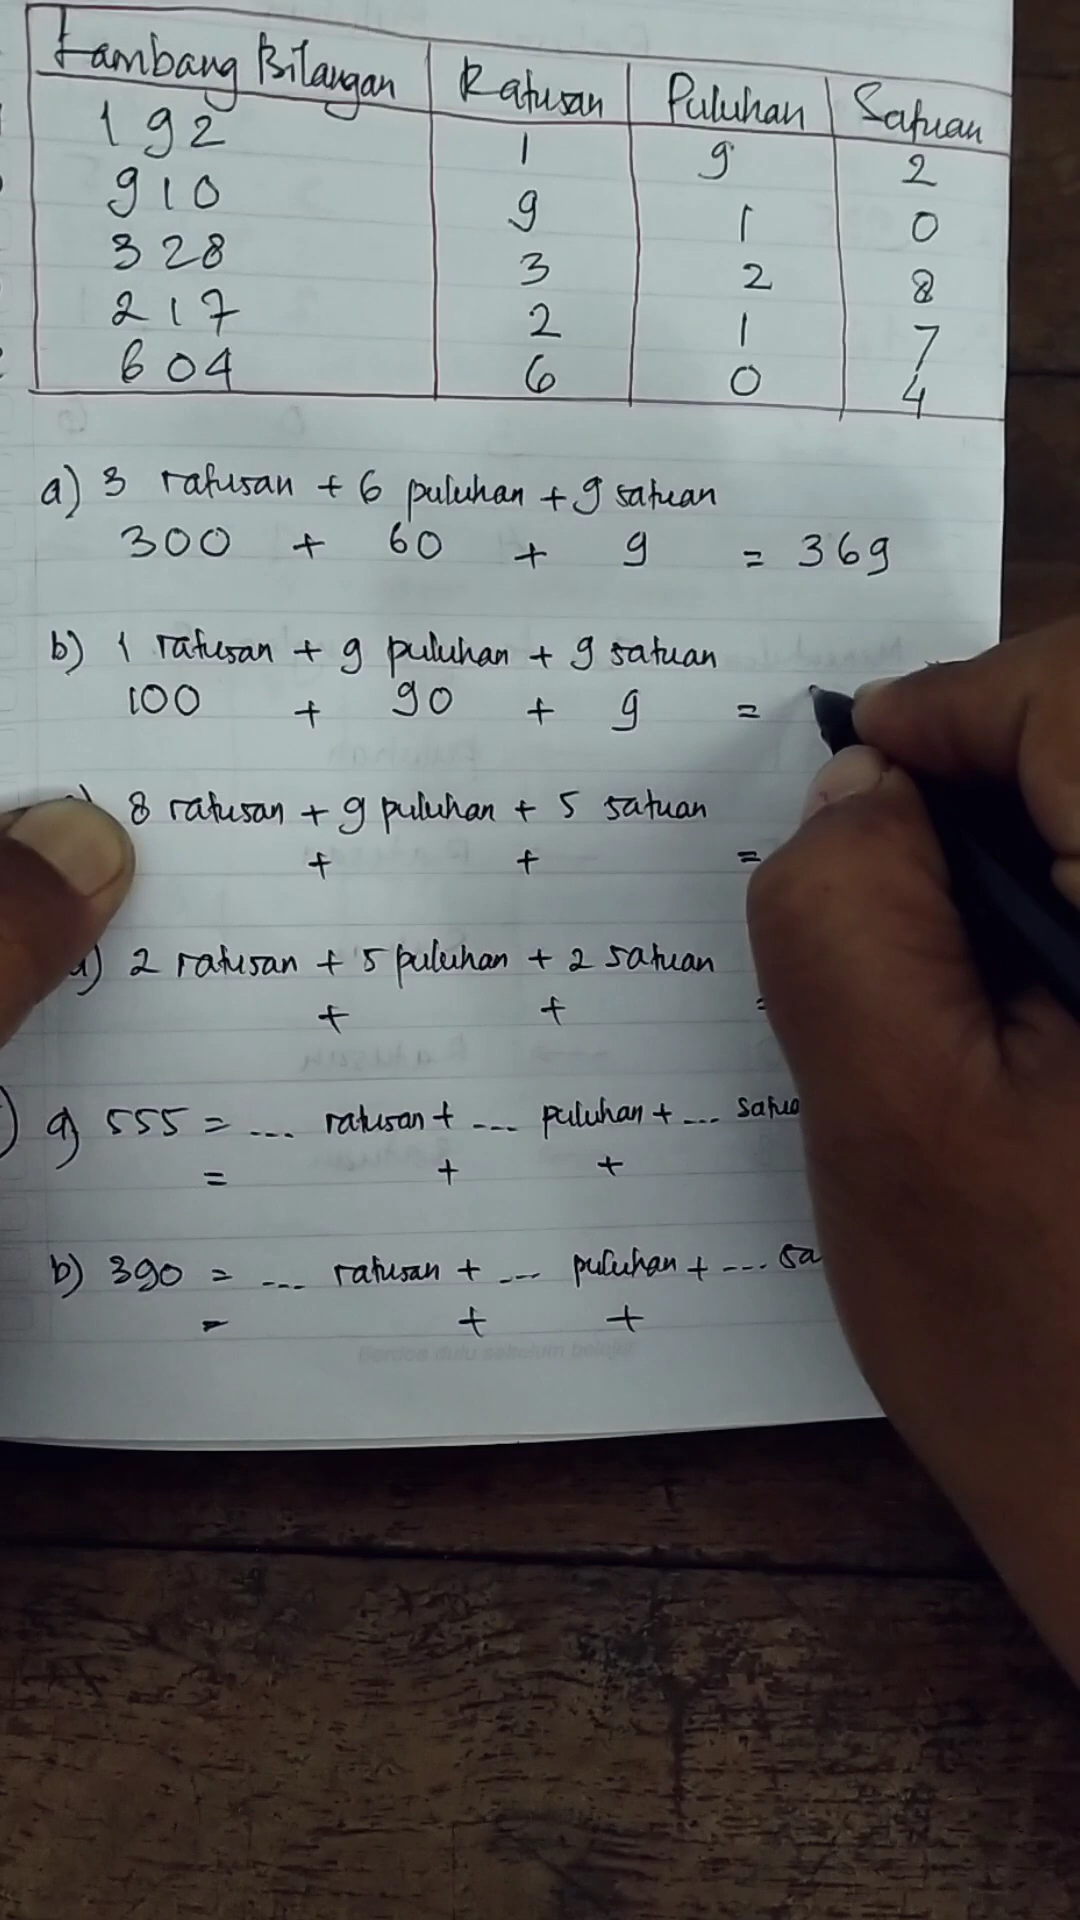 Lambang Bilangan Ratusan Puluhan Satuan
192 1 9 2
910 9 1 0
328 3 2 8
217 2 1 7
604 6 0 4
a) 3 ratusan + 6 puluhan + 9 satuan
300 + 60 + 9 = 369
b) 1 ratusan + 9 puluhan + 9 satuan
100 + 90 + 9 =
8 ratusan + 9 puluhan + 5 satuan
+ + =
d) 2 ratusan + 5 puluhan + 2 satuan
+ + =
a) 555 = ... ratusan + ... puluhan + ... satua
= + +
b) 390 = ... ratusan + ... puluhan + ... sa
= + +